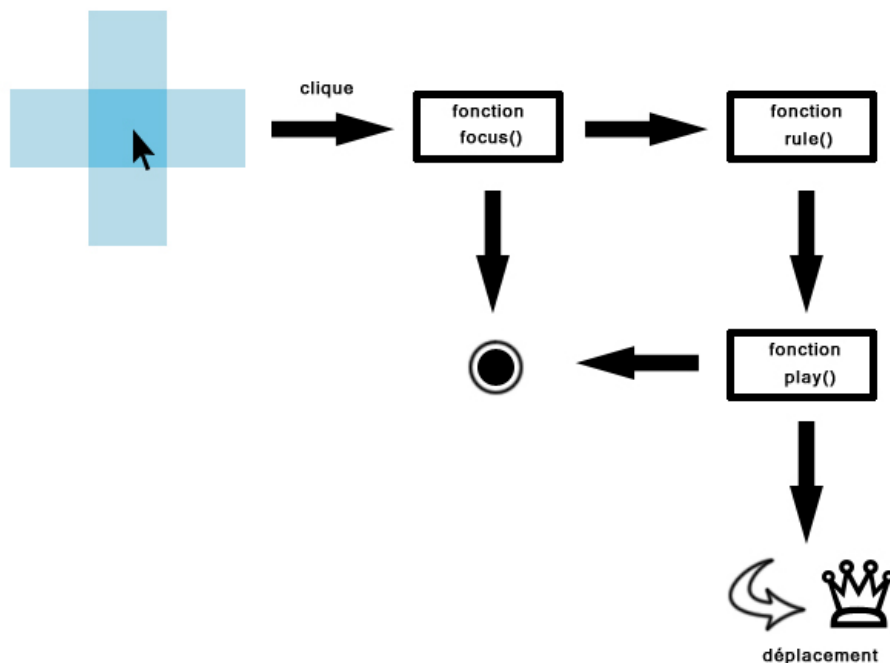 clique
fonction
focus()
fonction
rule()
fonction
play()
déplacement